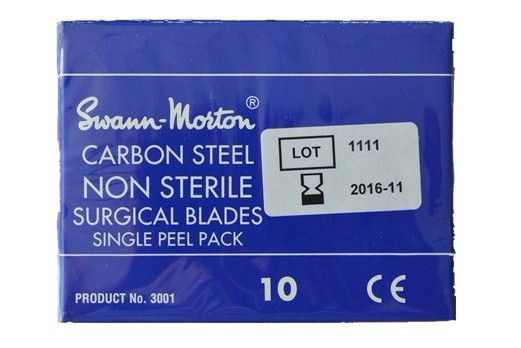 Swann-Morton®
CARBON STEEL
NON STERILE
SURGICAL BLADES
SINGLE PEEL PACK
LOT 1111
2016-11
PRODUCT No. 3001
10
CE